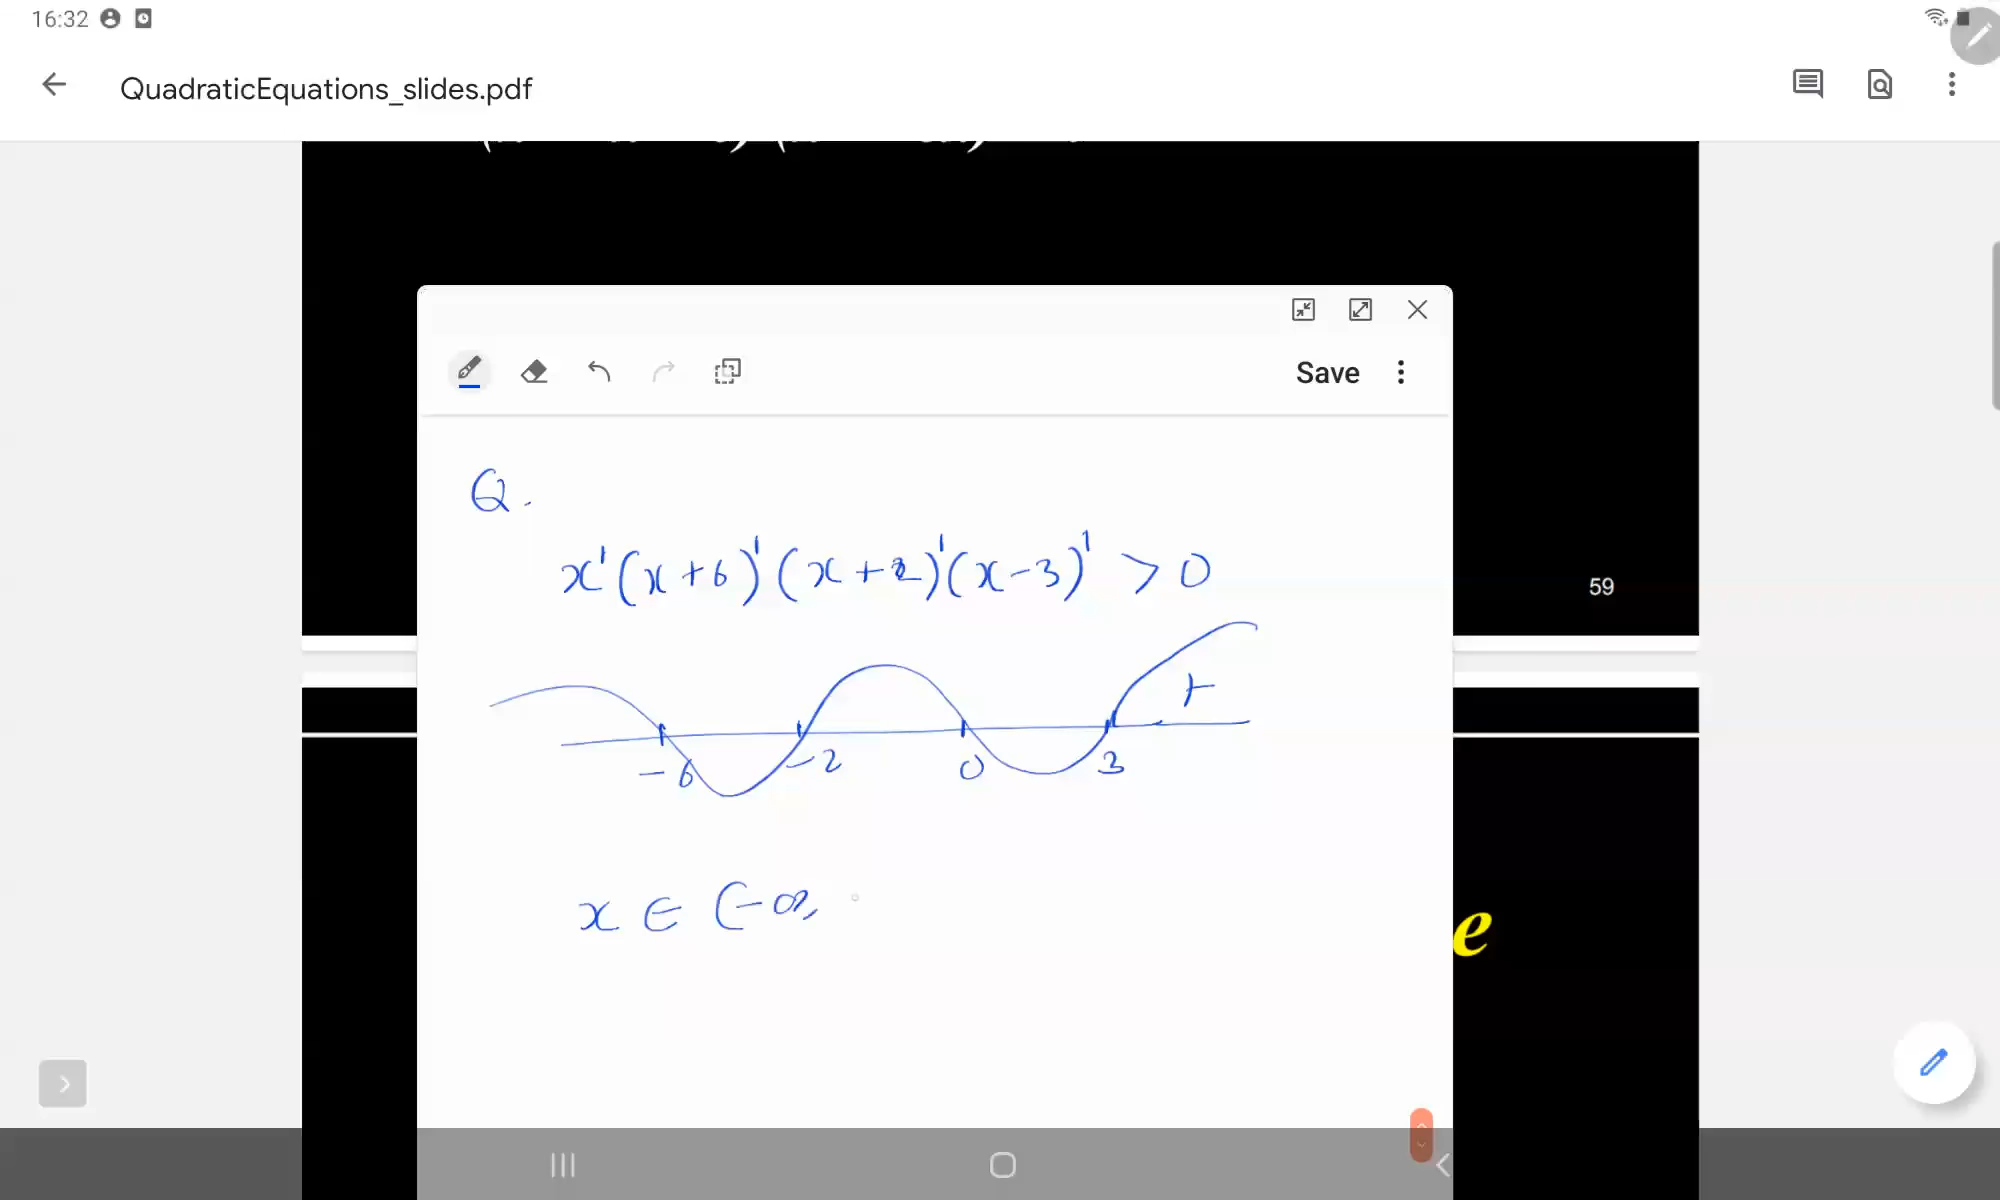 16:32
QuadraticEquations_slides.pdf
Save
Q.
x¹(x+6)¹(x+2)¹(x-3)¹ > 0
59
+
-6 -2 0 3
x ∈ (-∞,
e